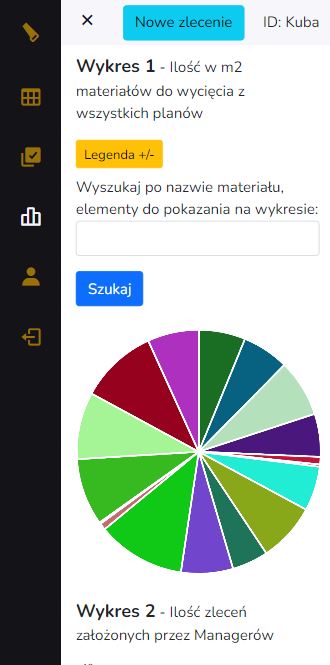 × Nowe zlecenie ID: Kuba
Wykres 1 - Ilość w m2
materiałów do wycięcia z
wszystkich planów
Legenda +/-
Wyszukaj po nazwie materiału,
elementy do pokazania na wykresie:
Szukaj
Wykres 2 - Ilość zleceń
założonych przez Managerów